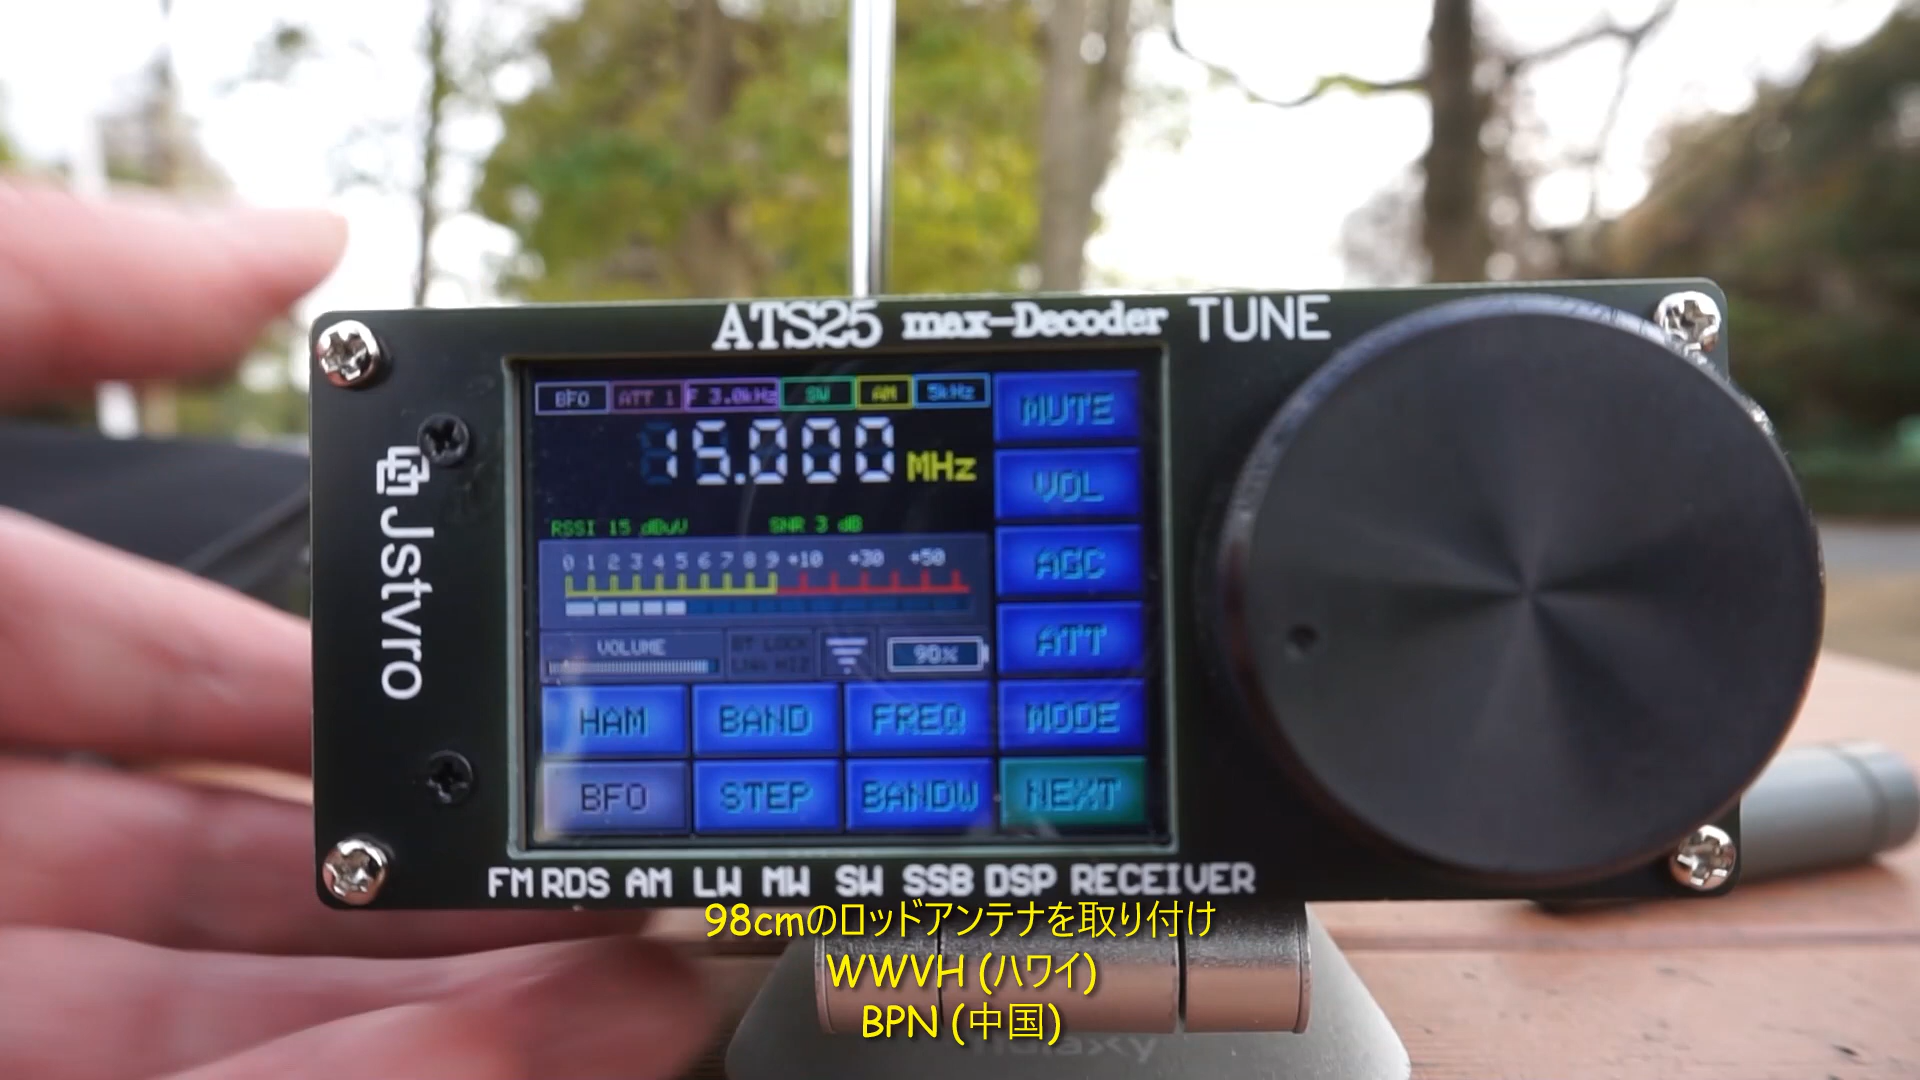 ATS25 max-Decoder TUNE
Jstvro
BFO ATT 1 F 3.0kHz SW AM 5kHz
15.000 MHz
RSSI 15 dBuV SNR 3 dB
0 1 2 3 4 5 6 7 8 9 +10 +30 +50
VOLUME
90%
MUTE
VOL
AGC
ATT
HAM BAND FREQ MODE
BFO STEP BANDW NEXT
FM RDS AM LW MW SW SSB DSP RECEIVER
98cmのロッドアンテナを取り付け
WWVH (ハワイ)
BPN (中国)